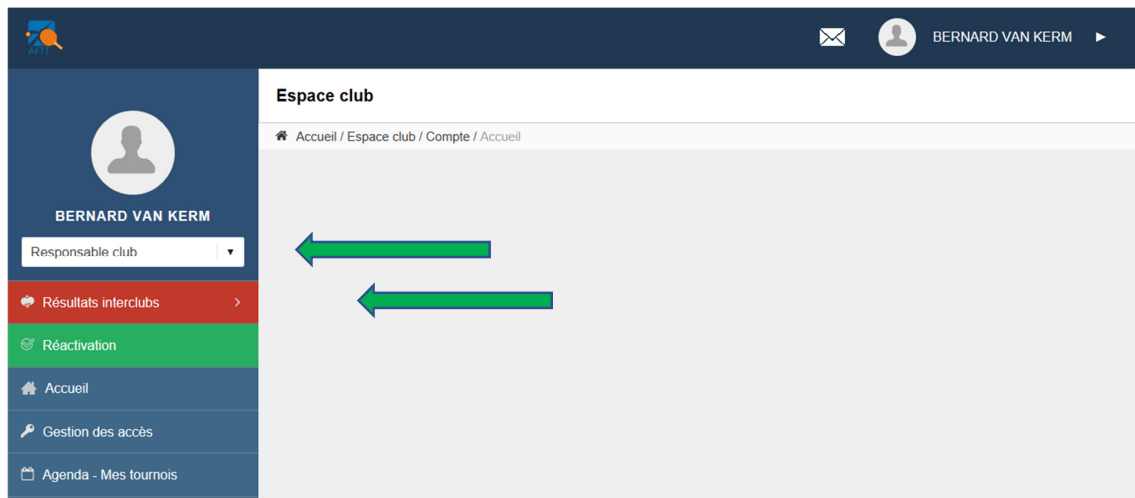 AFTT
BERNARD VAN KERM
Espace club
Accueil / Espace club / Compte / Accueil
BERNARD VAN KERM
Responsable club
Résultats interclubs
Réactivation
Accueil
Gestion des accès
Agenda - Mes tournois